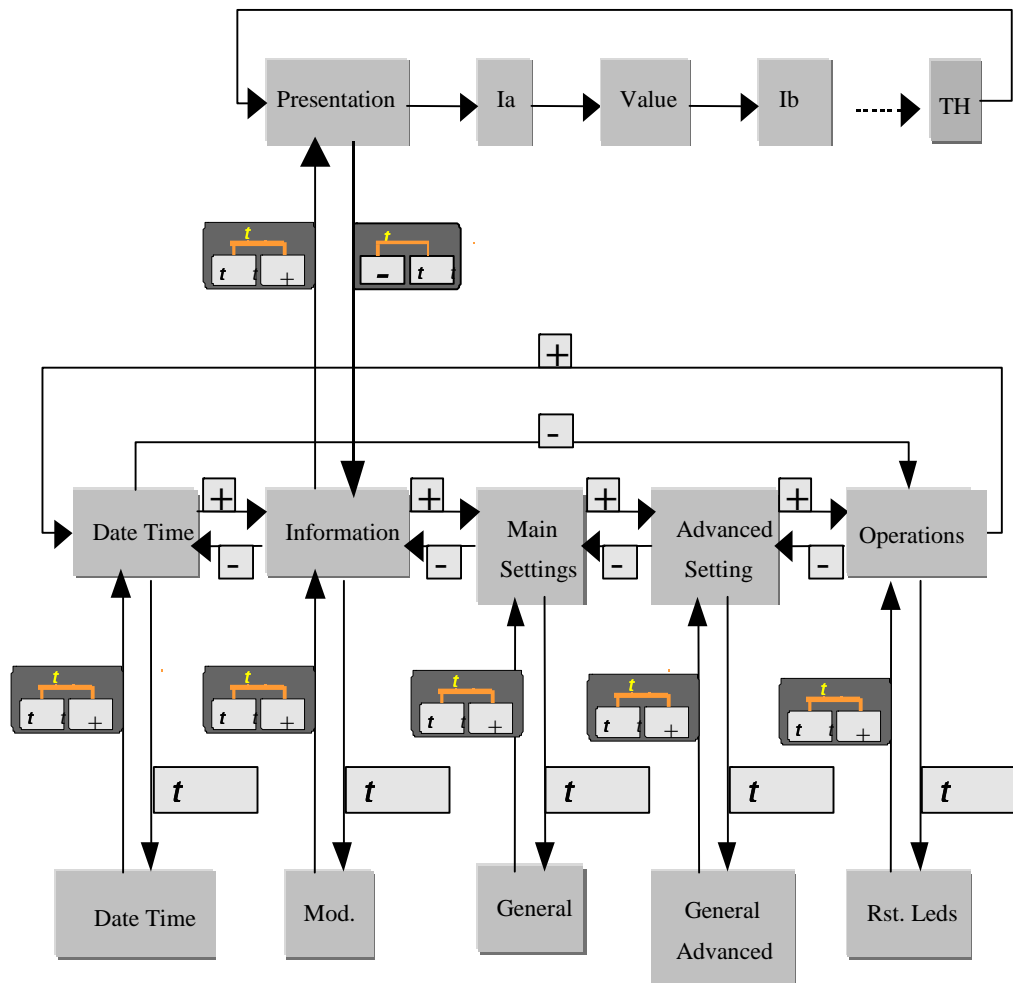 Presentation
Ia
Value
Ib
TH
t
t t +
t
- t t
+
-
+
+
+
+
Date Time
Information
Main
Settings
Advanced
Setting
Operations
-
-
-
-
t
t t +
t
t t +
t
t t +
t
t t +
t
t t +
t
t
t
t
t
Date Time
Mod.
General
General
Advanced
Rst. Leds